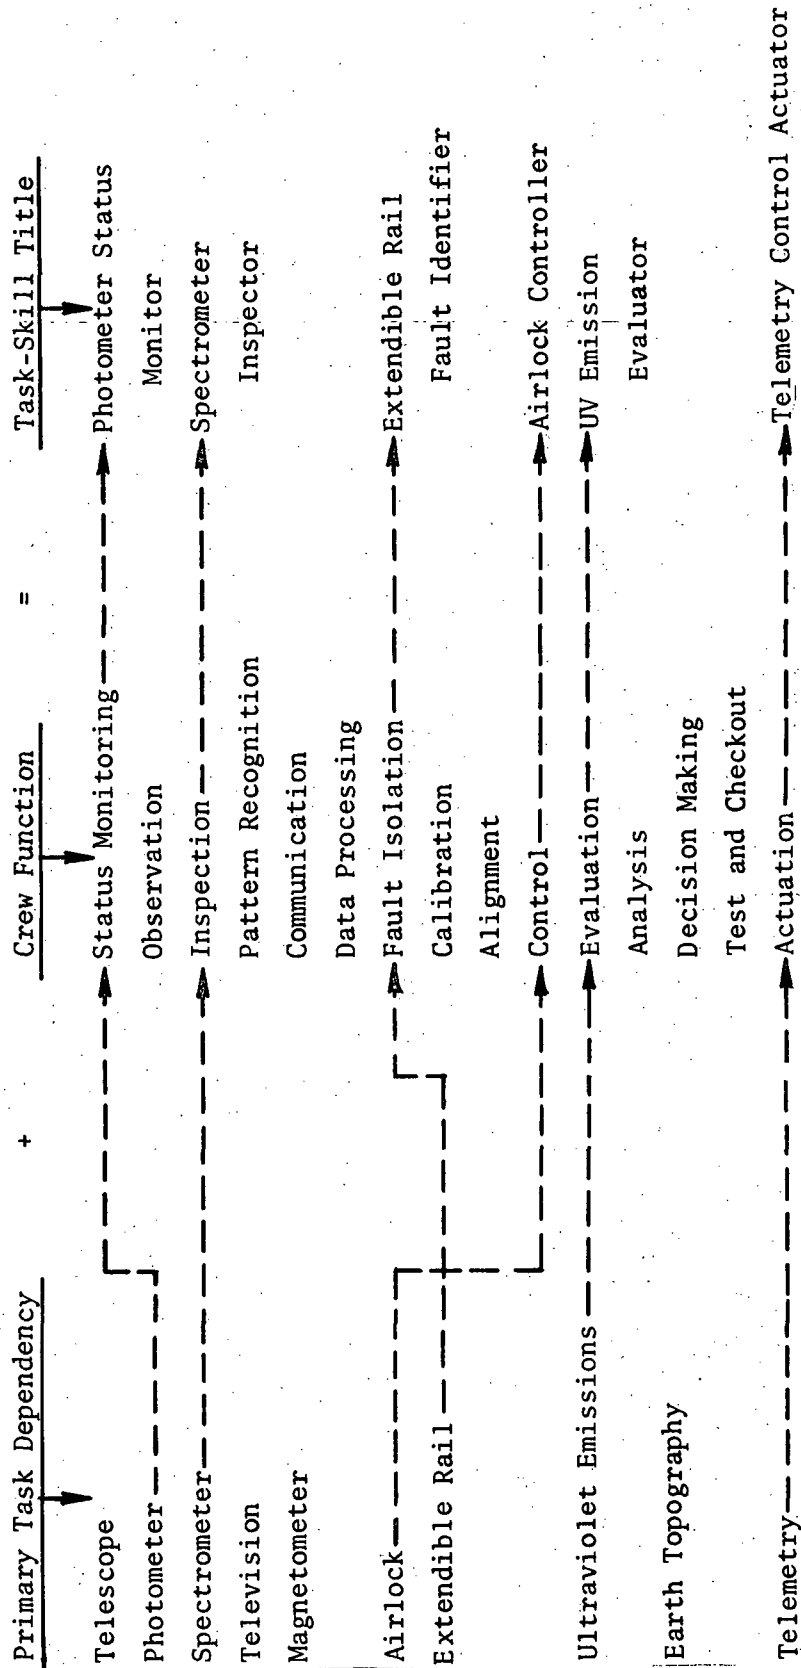 Primary Task Dependency + Crew Function = Task-Skill Title
Telescope Status Monitoring Photometer Status
Photometer Observation Monitor
Spectrometer Inspection Spectrometer
Television Pattern Recognition Inspector
Magnetometer Communication
Data Processing
Airlock Fault Isolation Extendible Rail
Extendible Rail Calibration Fault Identifier
Alignment
Control Airlock Controller
Ultraviolet Emissions Evaluation UV Emission
Analysis Evaluator
Earth Topography Decision Making
Test and Checkout
Telemetry Actuation Telemetry Control Actuator